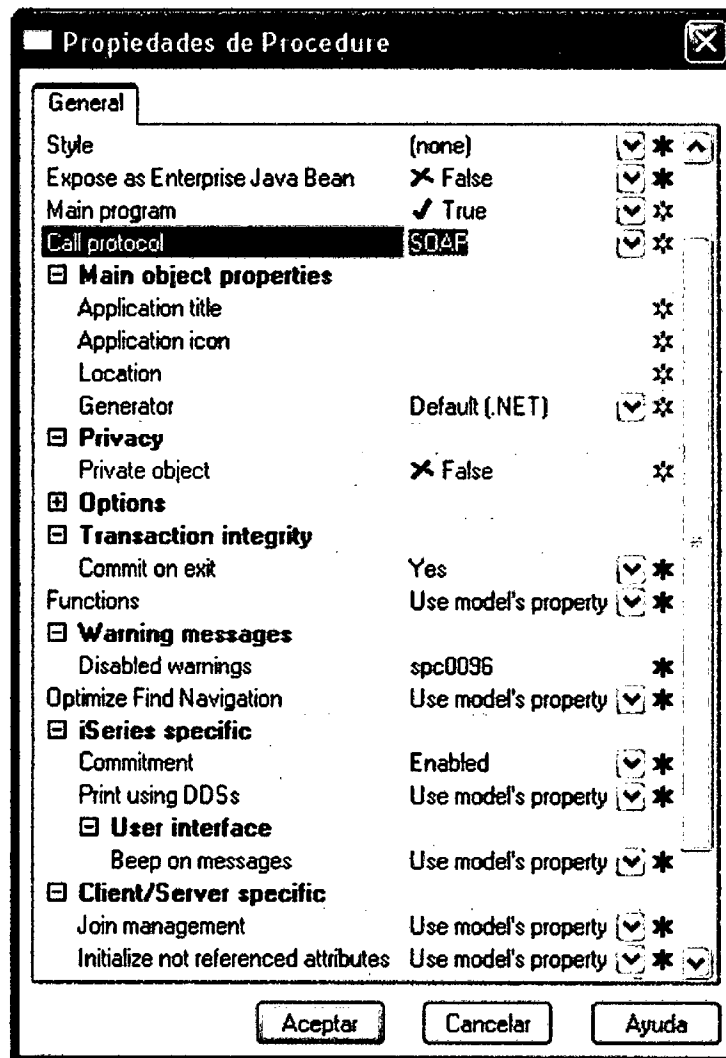 Propiedades de Procedure
General
Style (none)
Expose as Enterprise Java Bean False
Main program True
Call protocol SOAP
Main object properties
Application title
Application icon
Location
Generator Default (.NET)
Privacy
Private object False
Options
Transaction integrity
Commit on exit Yes
Functions Use model's property
Warning messages
Disabled warnings spc0096
Optimize Find Navigation Use model's property
iSeries specific
Commitment Enabled
Print using DDSs Use model's property
User interface
Beep on messages Use model's property
Client/Server specific
Join management Use model's property
Initialize not referenced attributes Use model's property
Aceptar Cancelar Ayuda